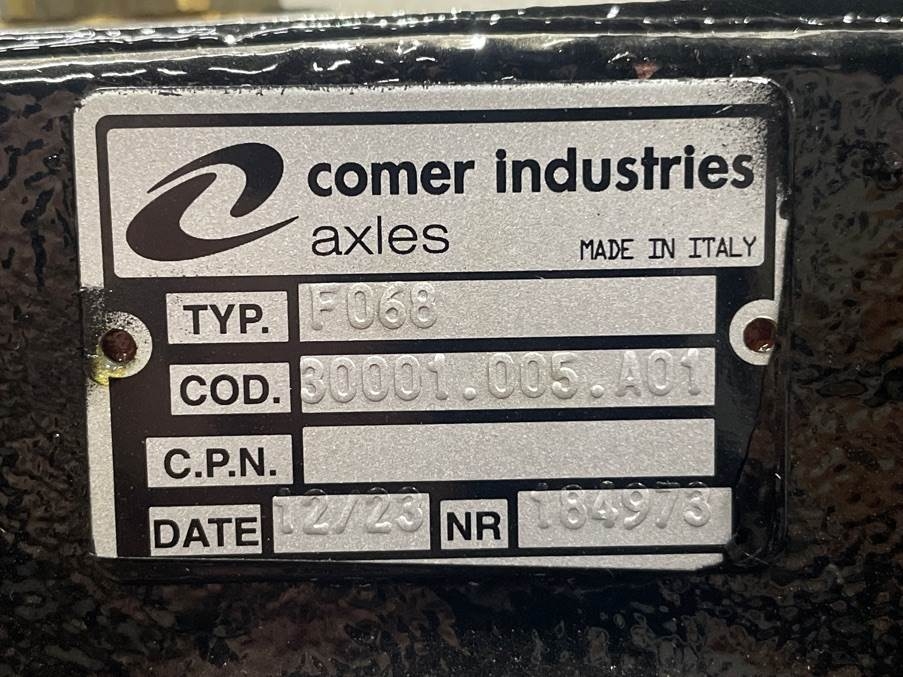 comer industries
axles
MADE IN ITALY
TYP. F068
COD. 30001.005.A01
C.P.N.
DATE 12/23 NR 184973